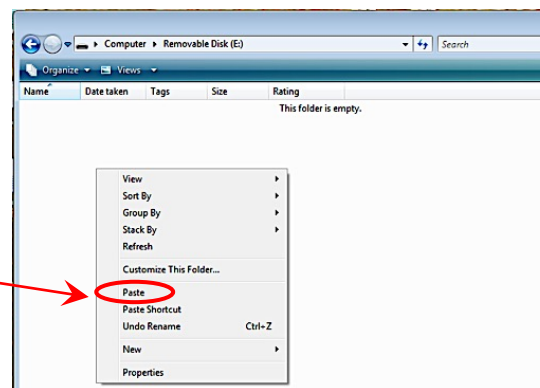 Computer ▸ Removable Disk (E:)
Search
Organize Views
Name Date taken Tags Size Rating
This folder is empty.
View
Sort By
Group By
Stack By
Refresh
Customize This Folder...
Paste
Paste Shortcut
Undo Rename Ctrl+Z
New
Properties